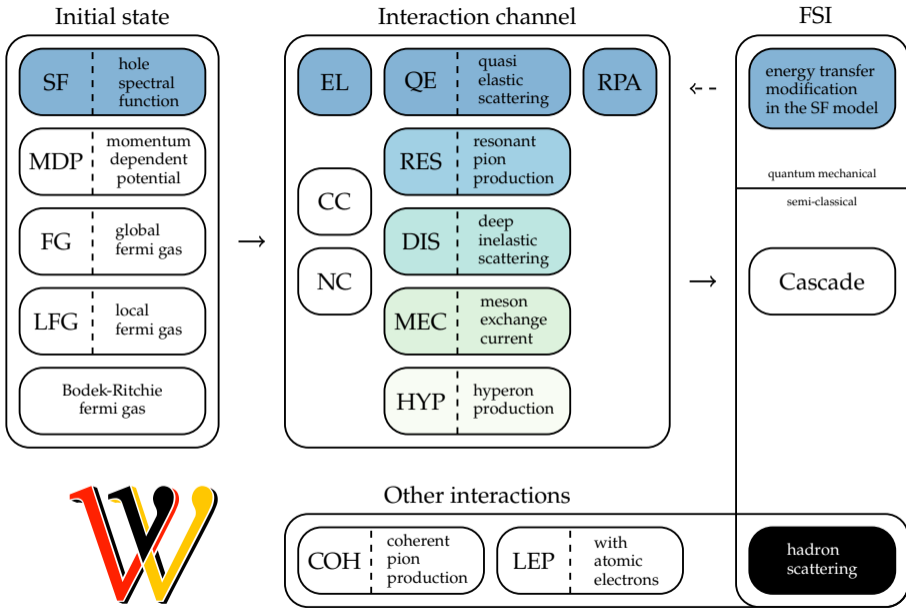 Initial state
SF
hole
spectral
function
MDP
momentum
dependent
potential
FG
global
fermi gas
LFG
local
fermi gas
Bodek-Ritchie
fermi gas
Interaction channel
EL
QE
quasi
elastic
scattering
RPA
RES
resonant
pion
production
CC
DIS
deep
inelastic
scattering
NC
MEC
meson
exchange
current
HYP
hyperon
production
FSI
energy transfer
modification
in the SF model
quantum mechanical
semi-classical
Cascade
Other interactions
COH
coherent
pion
production
LEP
with
atomic
electrons
hadron
scattering
W